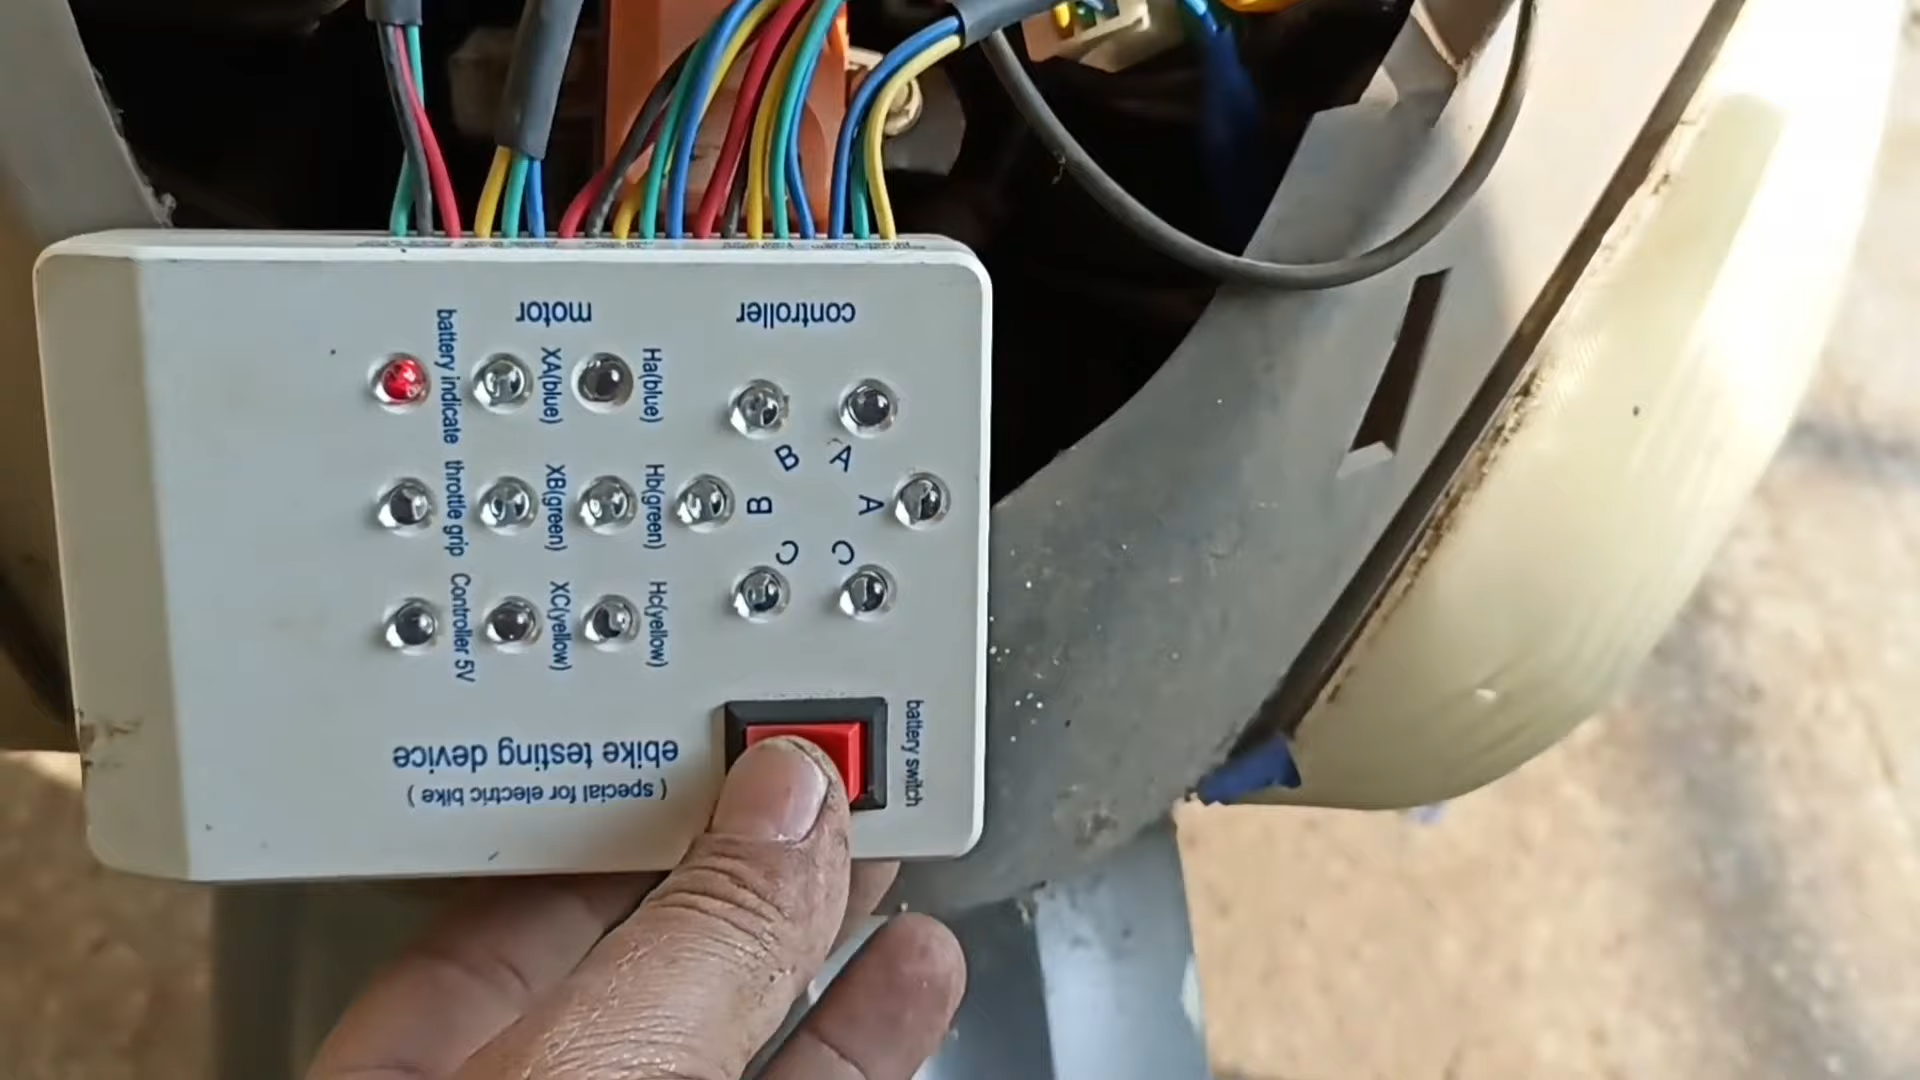 controller
motor
battery indicate
XA(blue)
Ha(blue)
throttle grip
XB(green)
Hb(green)
Controller 5V
XC(yellow)
Hc(yellow)
B
A
B
A
C
C
battery switch
ebike testing device
( special for electric bike )